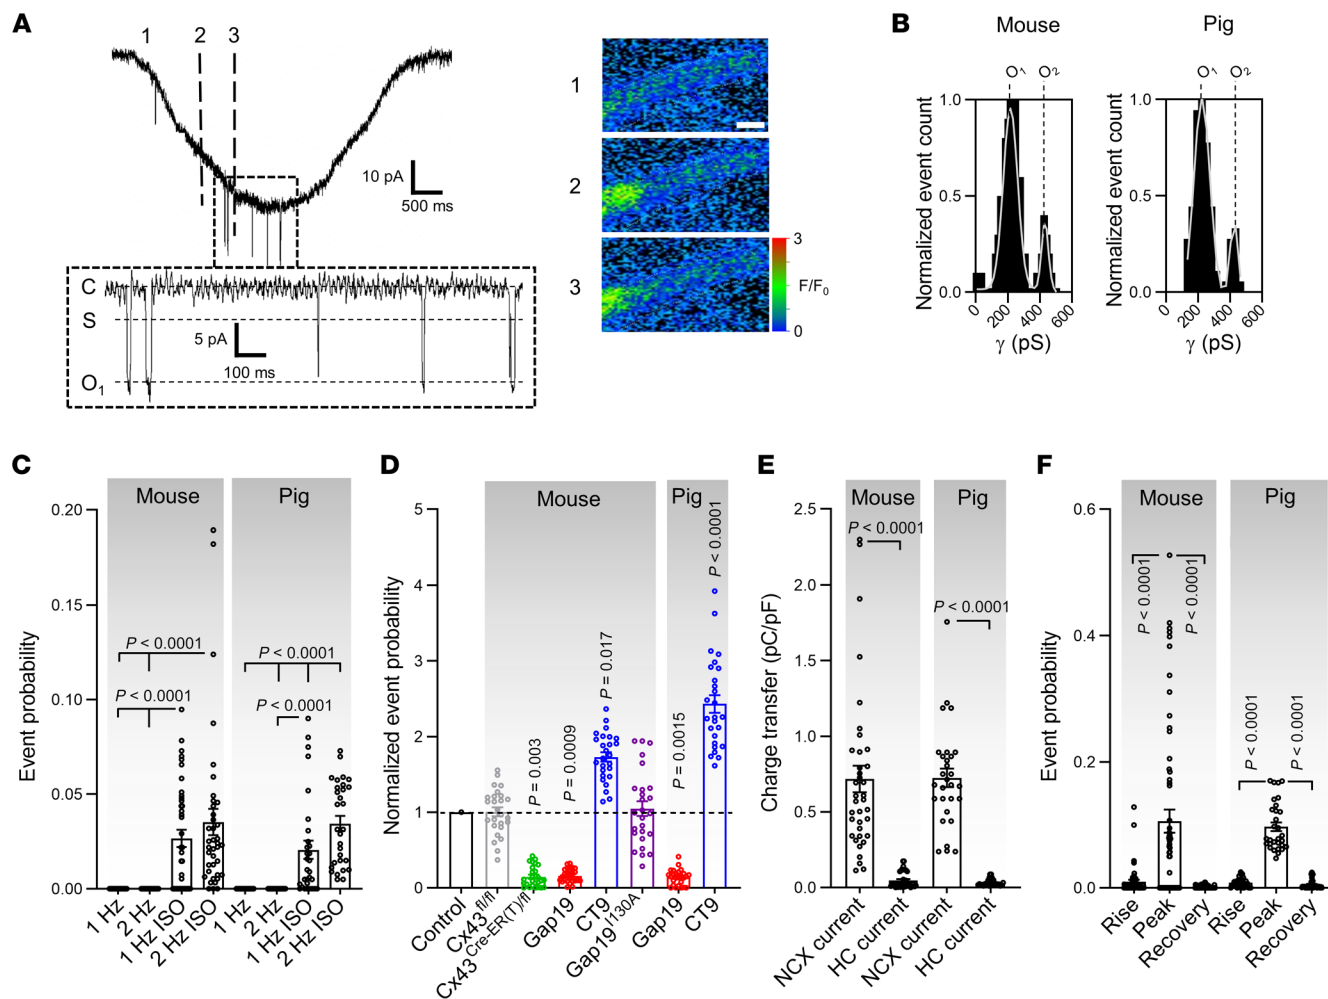 A
1 2 3
10 pA
500 ms
C
S
O1
5 pA
100 ms
1
2
3
3
F/F0
0
B
Mouse
Pig
O1 O2
O1 O2
Normalized event count
1.0
0.5
0.0
0 200 400 600
γ (pS)
Normalized event count
1.0
0.5
0.0
0 200 400 600
γ (pS)
C
Mouse
Pig
Event probability
0.20
0.15
0.10
0.05
0.00
P < 0.0001
P < 0.0001
P < 0.0001
P < 0.0001
1 Hz
2 Hz
1 Hz ISO
2 Hz ISO
1 Hz
2 Hz
1 Hz ISO
2 Hz ISO
D
Mouse
Pig
Normalized event probability
5
4
3
2
1
0
P = 0.003
P = 0.0009
P = 0.017
P = 0.0015
P < 0.0001
Control
Cx43fl/fl
Cx43Cre-ER(T)/fl
Gap19
CT9
Gap19I130A
Gap19
CT9
E
Mouse
Pig
Charge transfer (pC/pF)
2.5
2.0
1.5
1.0
0.5
0.0
P < 0.0001
P < 0.0001
NCX current
HC current
NCX current
HC current
F
Mouse
Pig
Event probability
0.6
0.4
0.2
0.0
P < 0.0001
P < 0.0001
P < 0.0001
P < 0.0001
Rise
Peak
Recovery
Rise
Peak
Recovery